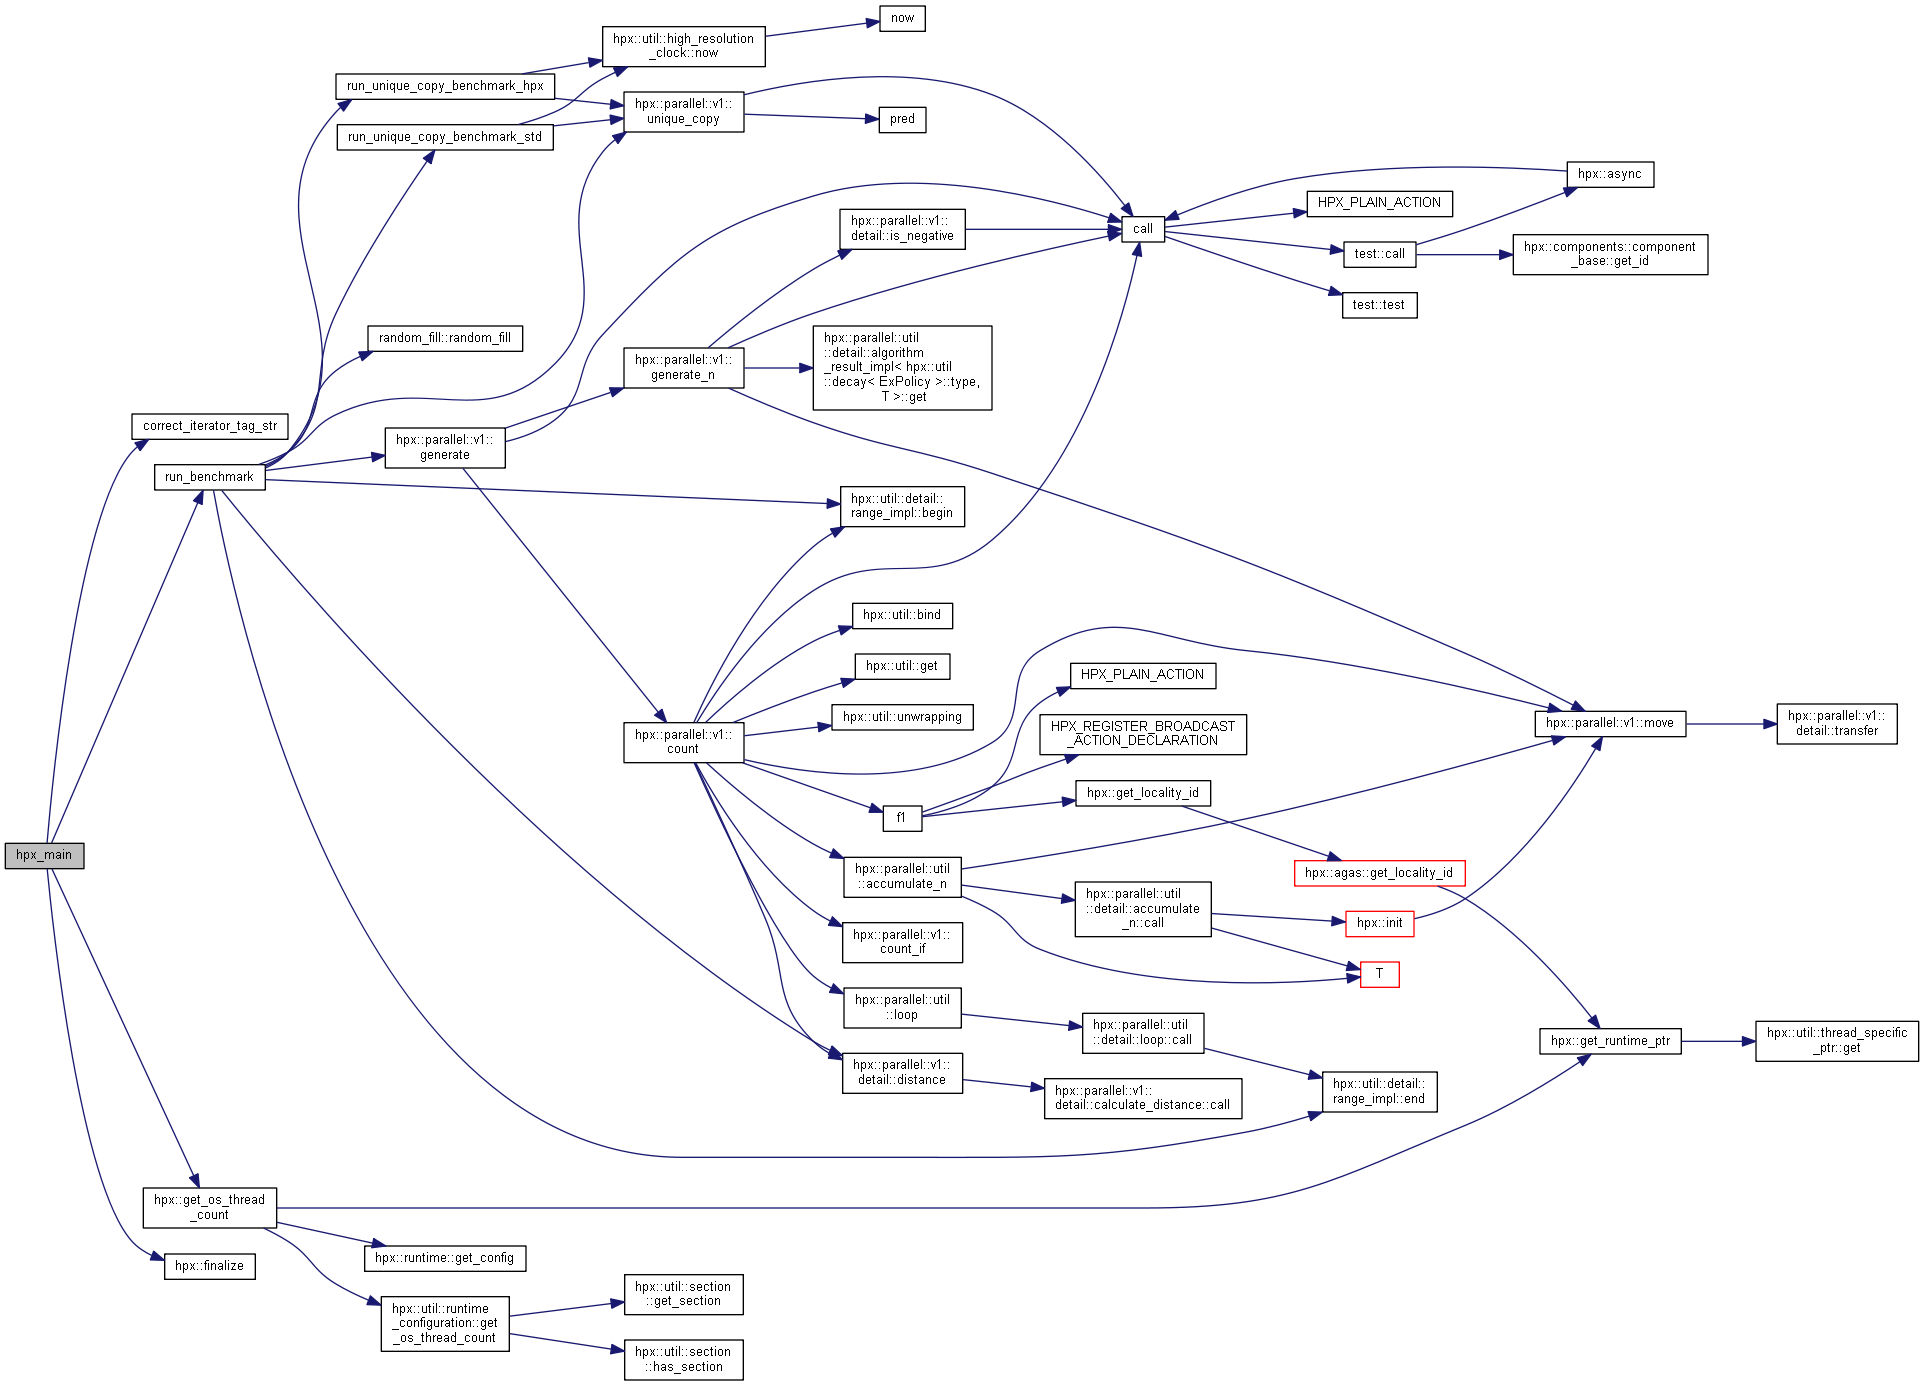 now
hpx::util::high_resolution
_clock::now
run_unique_copy_benchmark_hpx
hpx::parallel::v1::
unique_copy
pred
run_unique_copy_benchmark_std
hpx::async
HPX_PLAIN_ACTION
hpx::parallel::v1::
detail::is_negative
call
test::call
hpx::components::component
_base::get_id
test::test
random_fill::random_fill
hpx::parallel::v1::
generate_n
hpx::parallel::util
::detail::algorithm
_result_impl< hpx::util
::decay< ExPolicy >::type,
T >::get
correct_iterator_tag_str
hpx::parallel::v1::
generate
run_benchmark
hpx::util::detail::
range_impl::begin
hpx::util::bind
hpx::util::get
HPX_PLAIN_ACTION
hpx::util::unwrapping
hpx::parallel::v1::
count
HPX_REGISTER_BROADCAST
_ACTION_DECLARATION
hpx::parallel::v1::move
hpx::parallel::v1::
detail::transfer
hpx::get_locality_id
f1
hpx_main
hpx::parallel::util
::accumulate_n
hpx::agas::get_locality_id
hpx::parallel::util
::detail::accumulate
_n::call
hpx::init
hpx::parallel::v1::
count_if
T
hpx::parallel::util
::loop
hpx::parallel::util
::detail::loop::call
hpx::get_runtime_ptr
hpx::util::thread_specific
_ptr::get
hpx::parallel::v1::
detail::distance
hpx::parallel::v1::
detail::calculate_distance::call
hpx::util::detail::
range_impl::end
hpx::get_os_thread
_count
hpx::runtime::get_config
hpx::finalize
hpx::util::runtime
_configuration::get
_os_thread_count
hpx::util::section
::get_section
hpx::util::section
::has_section